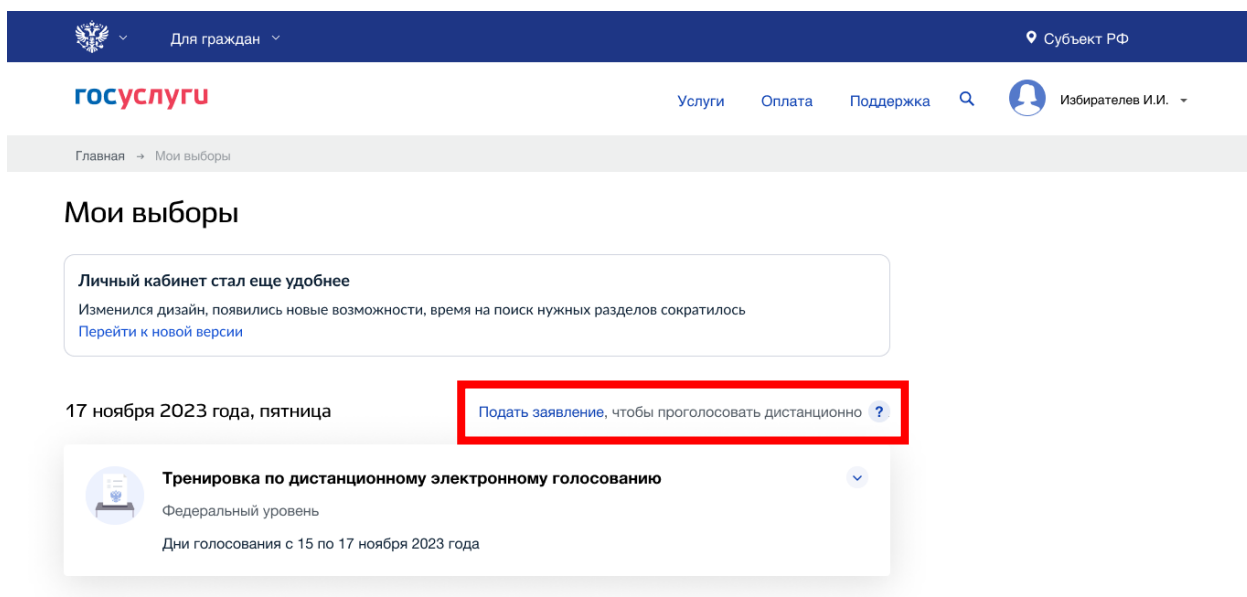 Для граждан
Субъект РФ
госуслуги
Услуги Оплата Поддержка Избирателев И.И.
Главная → Мои выборы
Мои выборы
Личный кабинет стал еще удобнее
Изменился дизайн, появились новые возможности, время на поиск нужных разделов сократилось
Перейти к новой версии
17 ноября 2023 года, пятница
Подать заявление, чтобы проголосовать дистанционно ?
Тренировка по дистанционному электронному голосованию
Федеральный уровень
Дни голосования с 15 по 17 ноября 2023 года